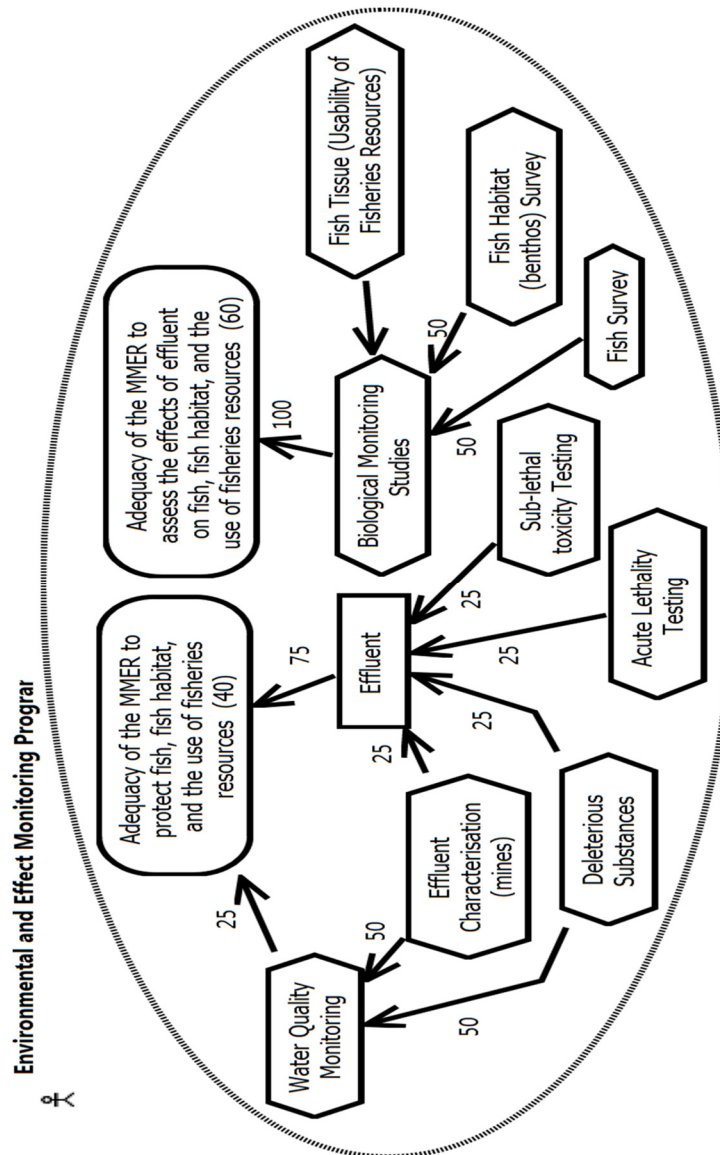 Environmental and Effect Monitoring Prograr
Adequacy of the MMER to
protect fish, fish habitat,
and the use of fisheries
resources (40)
Adequacy of the MMER to
assess the effects of effluent
on fish, fish habitat, and the
use of fisheries resources (60)
25
75
100
Water Quality
Monitoring
Effluent
Biological Monitoring
Studies
Fish Tissue (Usability of
Fisheries Resources)
50
50
25
25
25
25
50
50
Effluent
Characterisation
(mines)
Sub-lethal
toxicity Testing
Fish Habitat
(benthos) Survey
Deleterious
Substances
Acute Lethality
Testing
Fish Survey